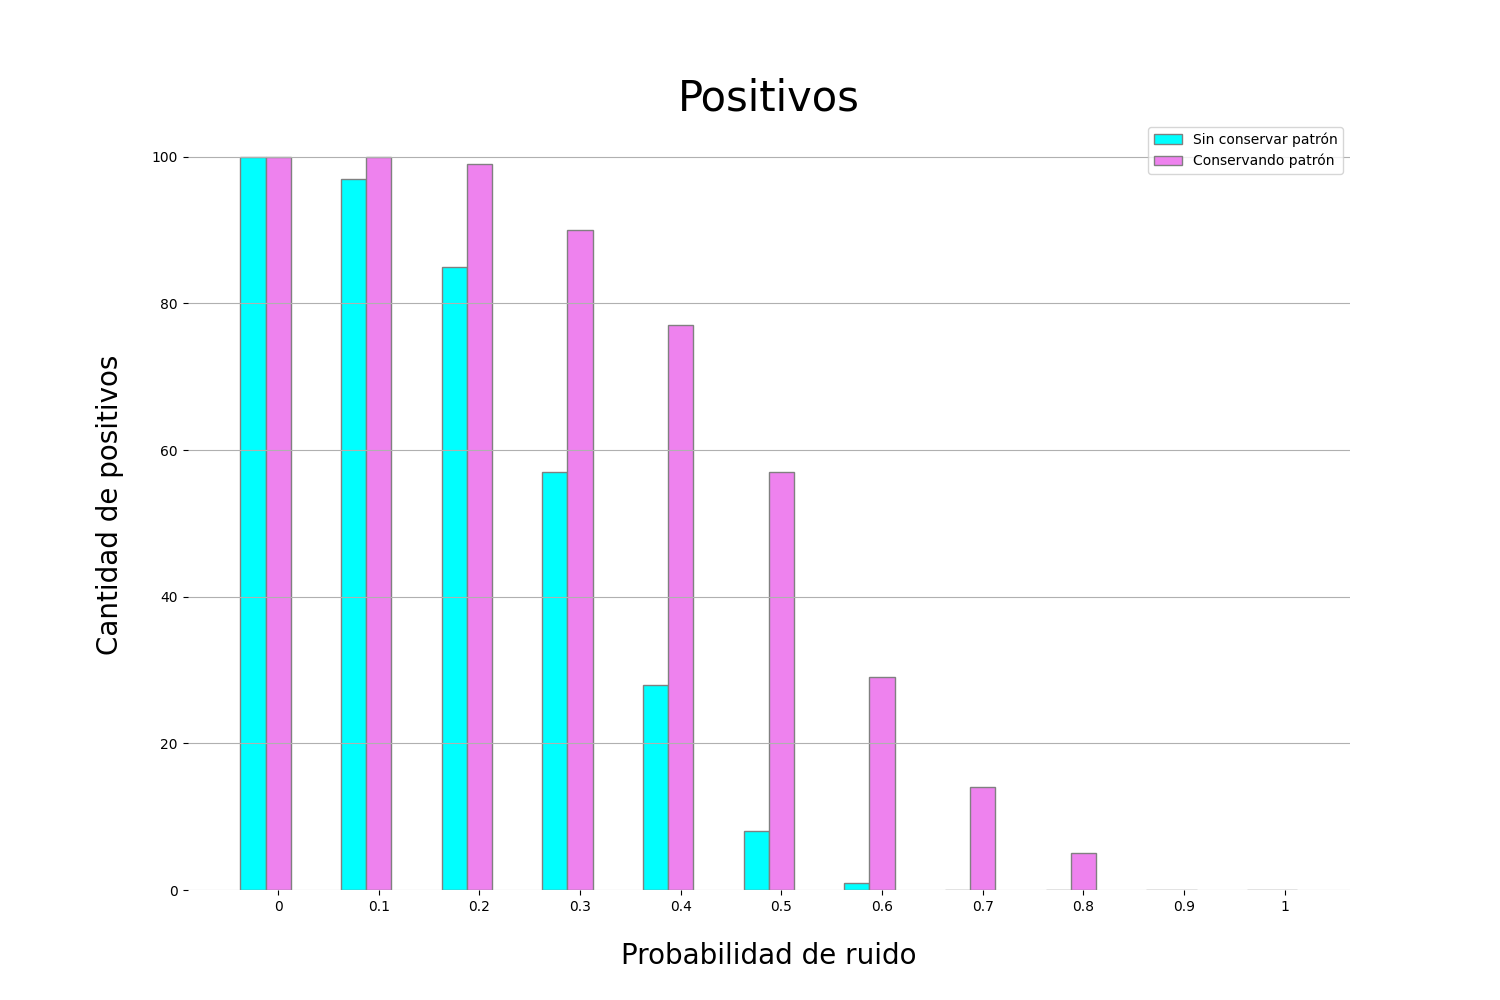 Positivos
Sin conservar patrón
Conservando patrón
100
80
60
40
20
0
Cantidad de positivos
0 0.1 0.2 0.3 0.4 0.5 0.6 0.7 0.8 0.9 1
Probabilidad de ruido